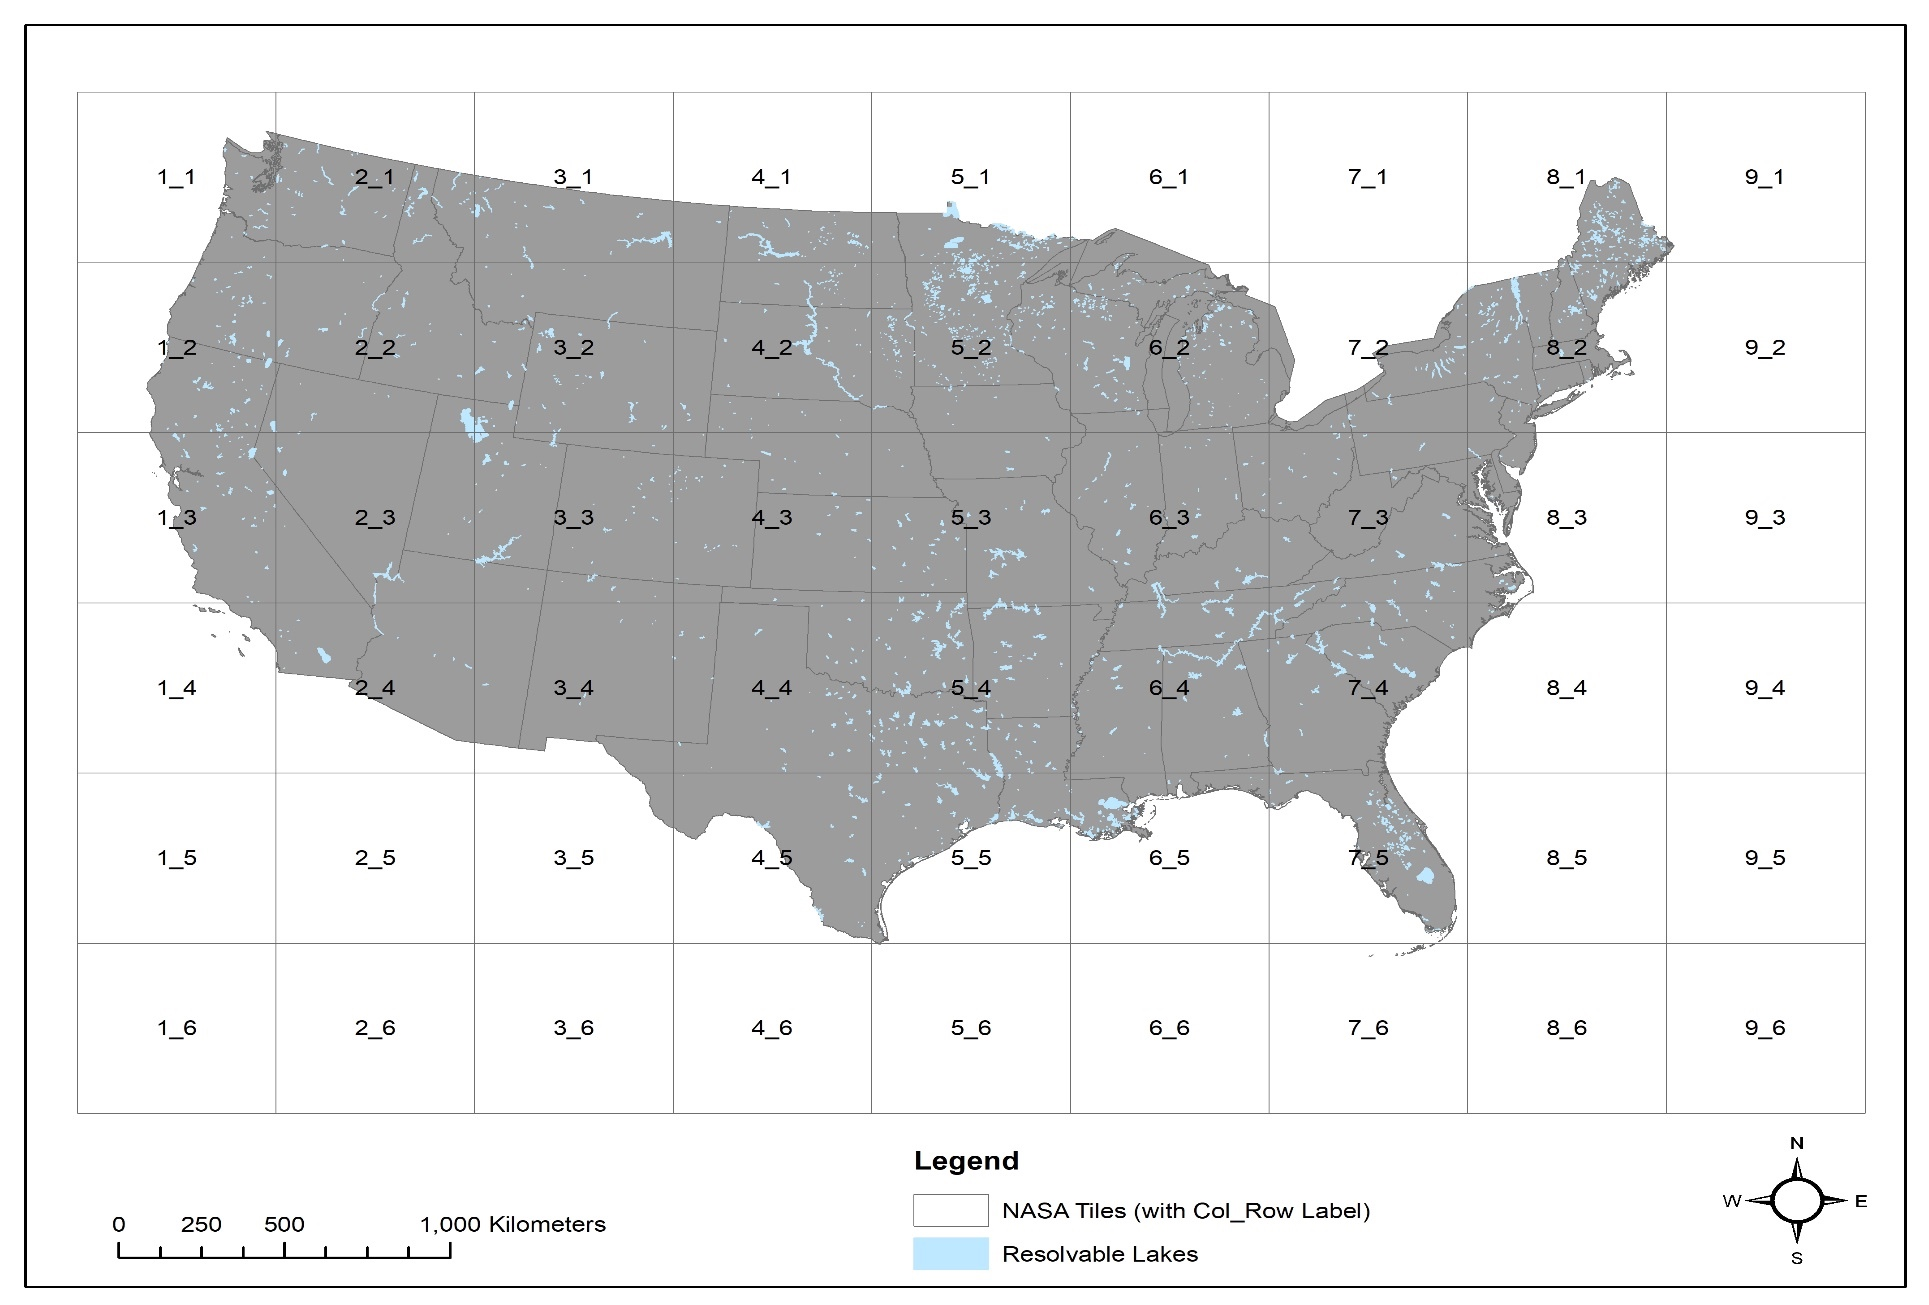 1_1 2_1 3_1 4_1 5_1 6_1 7_1 8_1 9_1
1_2 2_2 3_2 4_2 5_2 6_2 7_2 8_2 9_2
1_3 2_3 3_3 4_3 5_3 6_3 7_3 8_3 9_3
1_4 2_4 3_4 4_4 5_4 6_4 7_4 8_4 9_4
1_5 2_5 3_5 4_5 5_5 6_5 7_5 8_5 9_5
1_6 2_6 3_6 4_6 5_6 6_6 7_6 8_6 9_6
0 250 500 1,000 Kilometers
Legend
NASA Tiles (with Col_Row Label)
Resolvable Lakes
N
W E
S